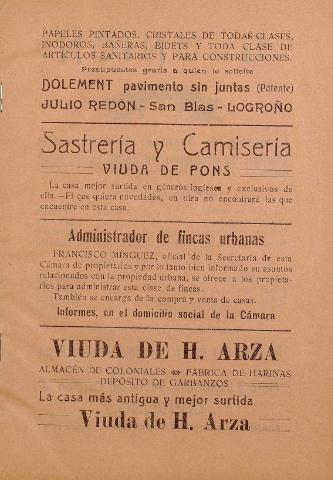 PAPELES PINTADOS, CRISTALES DE TODAS CLASES,
INODOROS, BAÑERAS, BIDETS Y TODA CLASE DE
ARTÍCULOS SANITARIOS Y PARA CONSTRUCCIONES.
Presupuestos gratis a quien lo solicite
DOLEMENT pavimento sin juntas (Patente)
JULIO REDÓN - San Blas - LOGROÑO
Sastrería y Camisería
VIUDA DE PONS
La casa mejor surtida en géneros ingleses y exclusivos de
ella—El que quiera novedades, en otra no encontrará las que
encuentre en esta casa.
Administrador de fincas urbanas
FRANCISCO MÍNGUEZ, oficial de la Secretaría de esta
Cámara de propietarios y por lo tanto bien informado en asuntos
relacionados con la propiedad urbana, se ofrece a los propieta-
rios para administrar esta clase de fincas.
También se encarga de la compra y venta de casas.
Informes, en el domicilio social de la Cámara
VIUDA DE H. ARZA
ALMACÉN DE COLONIALES FABRICA DE HARINAS
DEPÓSITO DE GARBANZOS
La casa más antigua y mejor surtida
Viuda de H. Arza